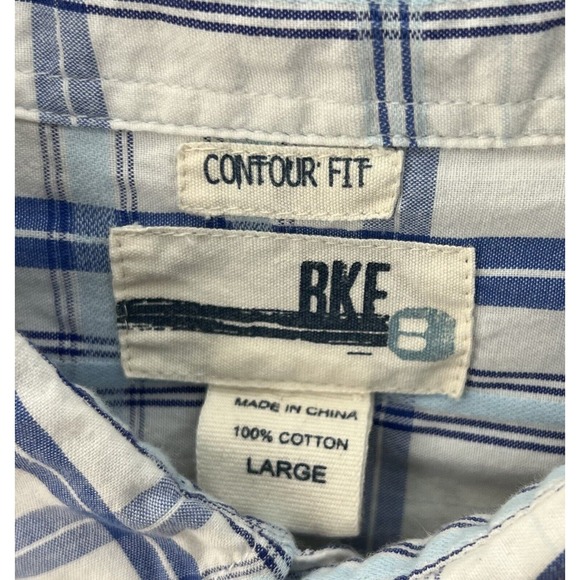 CONTOUR FIT
BKE
B
MADE IN CHINA
100% COTTON
LARGE